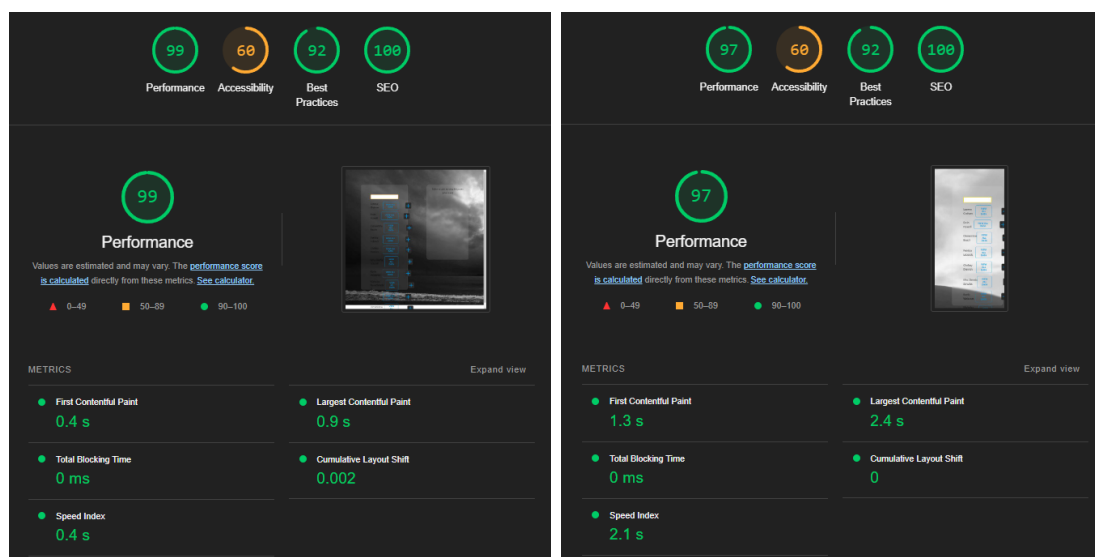 99 60 92 100
Performance Accessibility Best Practices SEO
99
Performance
Values are estimated and may vary. The performance score
is calculated directly from these metrics. See calculator.
0–49 50–89 90–100
METRICS Expand view
First Contentful Paint Largest Contentful Paint
0.4 s 0.9 s
Total Blocking Time Cumulative Layout Shift
0 ms 0.002
Speed Index
0.4 s
97 60 92 100
Performance Accessibility Best Practices SEO
97
Performance
Values are estimated and may vary. The performance score
is calculated directly from these metrics. See calculator.
0–49 50–89 90–100
METRICS Expand view
First Contentful Paint Largest Contentful Paint
1.3 s 2.4 s
Total Blocking Time Cumulative Layout Shift
0 ms 0
Speed Index
2.1 s